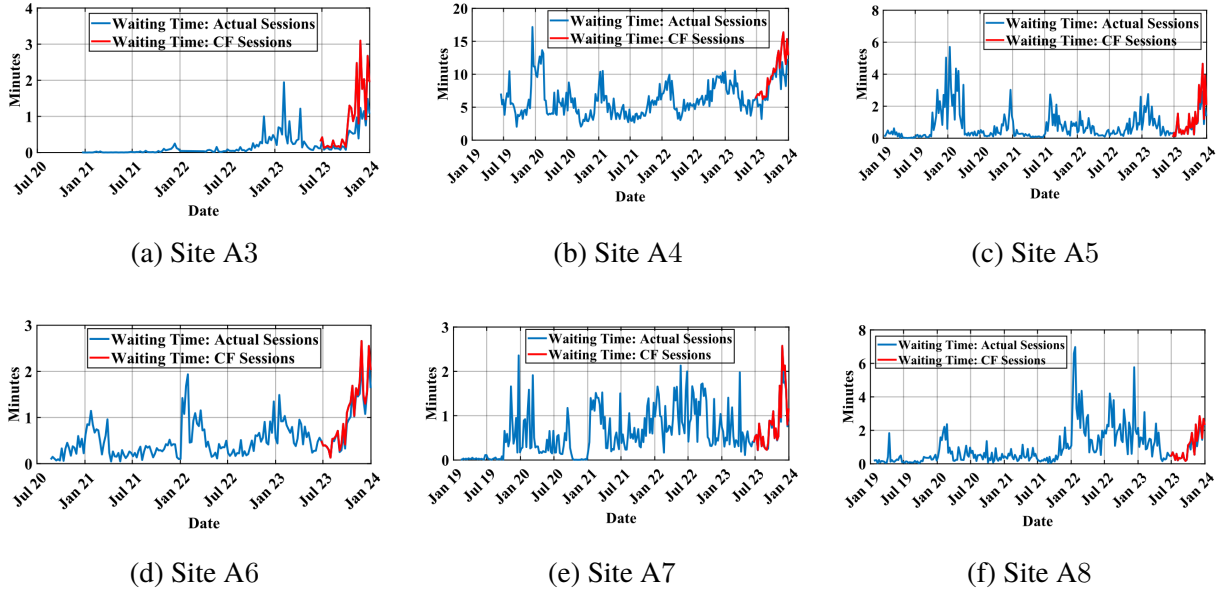 Waiting Time: Actual Sessions
Waiting Time: CF Sessions
Minutes
4
3
2
1
0
Jul 20
Jan 21
Jul 21
Jan 22
Jul 22
Jan 23
Jul 23
Jan 24
Date
(a) Site A3
Waiting Time: Actual Sessions
Waiting Time: CF Sessions
Minutes
20
15
10
5
0
Jan 19
Jul 19
Jan 20
Jul 20
Jan 21
Jul 21
Jan 22
Jul 22
Jan 23
Jul 23
Jan 24
Date
(b) Site A4
Waiting Time: Actual Sessions
Waiting Time: CF Sessions
Minutes
8
6
4
2
0
Jan 19
Jul 19
Jan 20
Jul 20
Jan 21
Jul 21
Jan 22
Jul 22
Jan 23
Jul 23
Jan 24
Date
(c) Site A5
Waiting Time: Actual Sessions
Waiting Time: CF Sessions
Minutes
3
2
1
0
Jul 20
Jan 21
Jul 21
Jan 22
Jul 22
Jan 23
Jul 23
Jan 24
Date
(d) Site A6
Waiting Time: Actual Sessions
Waiting Time: CF Sessions
Minutes
3
2
1
0
Jan 19
Jul 19
Jan 20
Jul 20
Jan 21
Jul 21
Jan 22
Jul 22
Jan 23
Jul 23
Jan 24
Date
(e) Site A7
Waiting Time: Actual Sessions
Waiting Time: CF Sessions
Minutes
8
6
4
2
0
Jan 19
Jul 19
Jan 20
Jul 20
Jan 21
Jul 21
Jan 22
Jul 22
Jan 23
Jul 23
Jan 24
Date
(f) Site A8